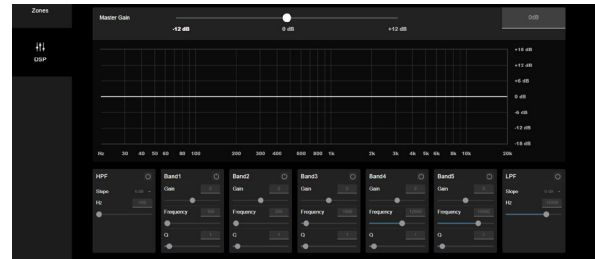 Zones
Master Gain
0dB
-12 dB 0 dB +12 dB
DSP
+18 dB
+12 dB
+6 dB
0 dB
-6 dB
-12 dB
-18 dB
Hz 30 40 50 60 80 100 200 300 400 600 800 1k 2k 3k 4k 5k 6k 8k 10k 20k
HPF Band1 Band2 Band3 Band4 Band5 LPF
Slope Gain Gain Gain Gain Gain Slope
Hz Hz
Frequency Frequency Frequency Frequency Frequency
Q Q Q Q Q